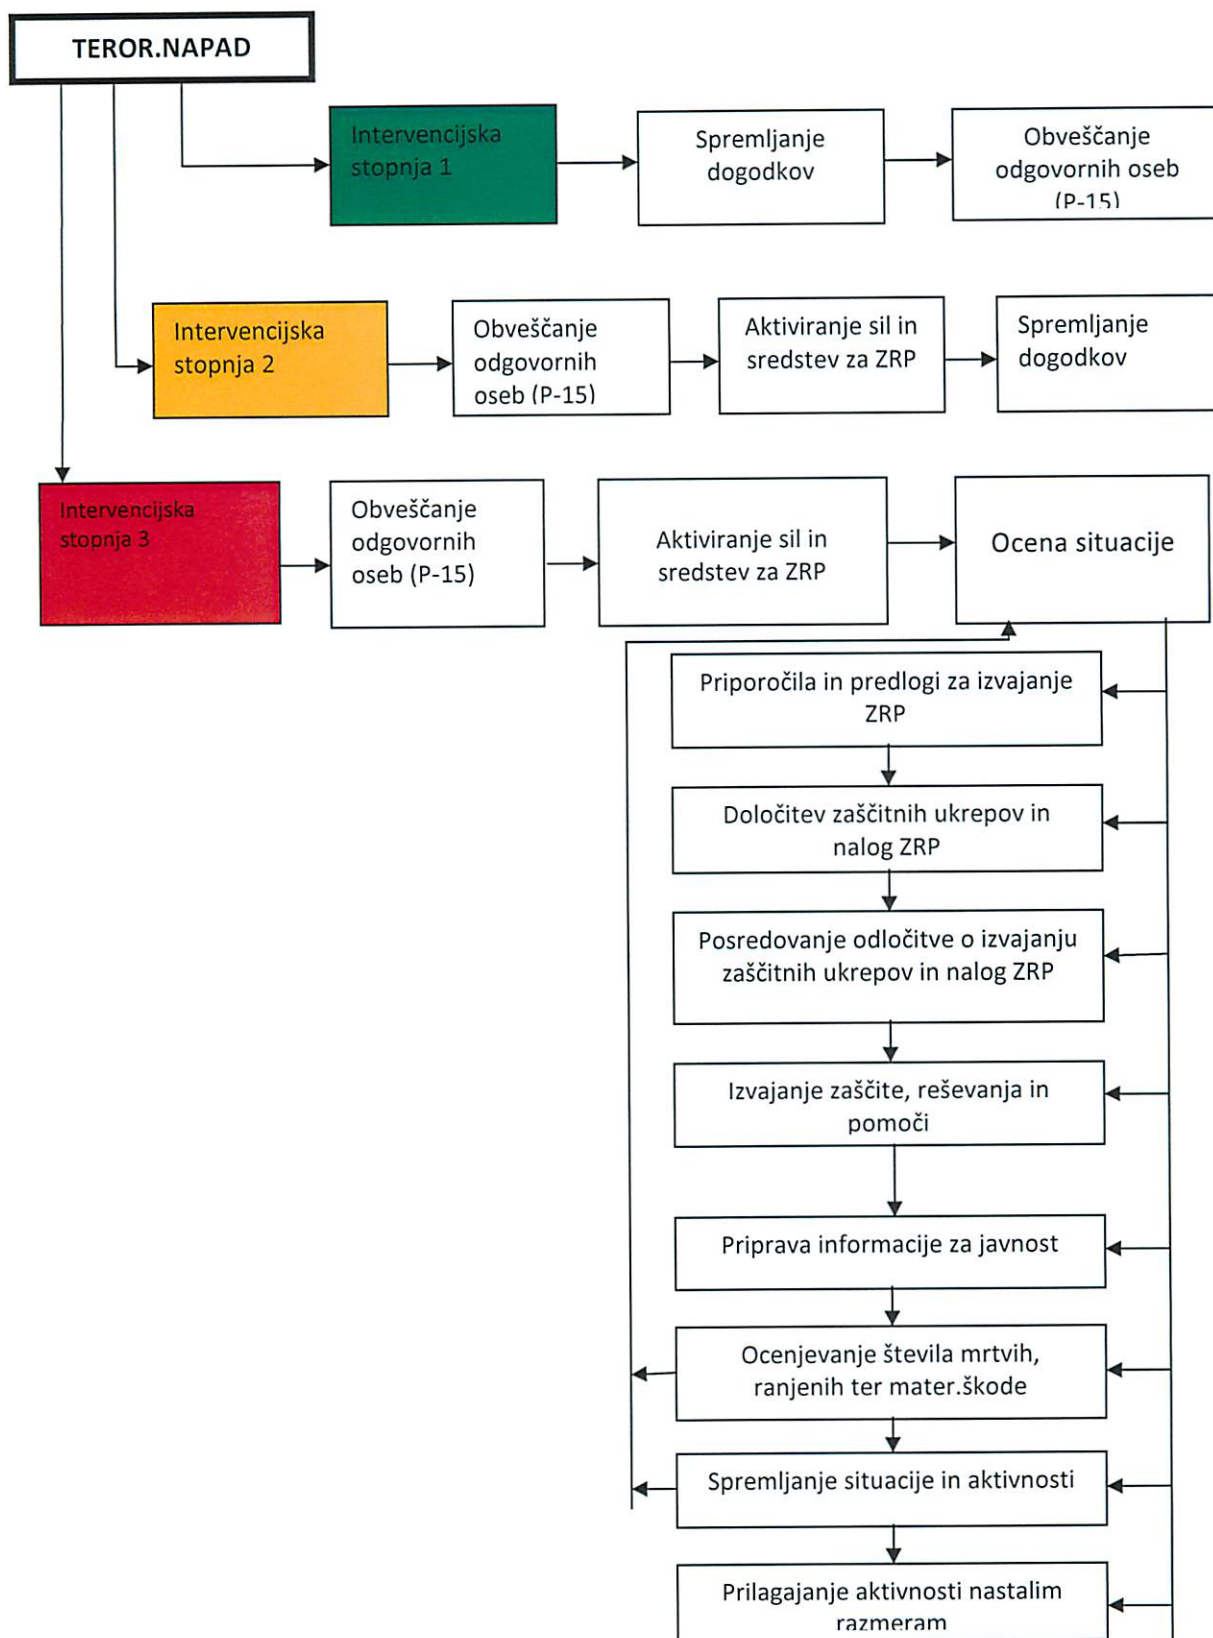 TEROR.NAPAD
Intervencijska
stopnja 1
Spremljanje
dogodkov
Obveščanje
odgovornih oseb
(P-15)
Intervencijska
stopnja 2
Obveščanje
odgovornih
oseb (P-15)
Aktiviranje sil in
sredstev za ZRP
Spremljanje
dogodkov
Intervencijska
stopnja 3
Obveščanje
odgovornih
oseb (P-15)
Aktiviranje sil in
sredstev za ZRP
Ocena situacije
Priporočila in predlogi za izvajanje
ZRP
Določitev zaščitnih ukrepov in
nalog ZRP
Posredovanje odločitve o izvajanju
zaščitnih ukrepov in nalog ZRP
Izvajanje zaščite, reševanja in
pomoči
Priprava informacije za javnost
Ocenjevanje števila mrtvih,
ranjenih ter mater.škode
Spremljanje situacije in aktivnosti
Prilagajanje aktivnosti nastalim
razmeram